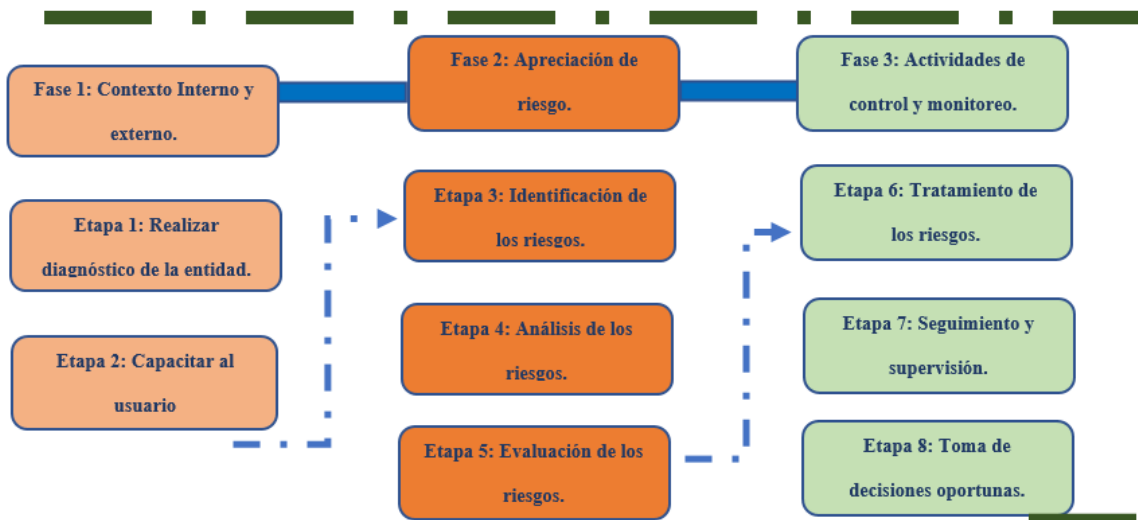 Fase 1: Contexto Interno y
externo.
Etapa 1: Realizar
diagnóstico de la entidad.
Etapa 2: Capacitar al
usuario
Fase 2: Apreciación de
riesgo.
Etapa 3: Identificación de
los riesgos.
Etapa 4: Análisis de los
riesgos.
Etapa 5: Evaluación de los
riesgos.
Fase 3: Actividades de
control y monitoreo.
Etapa 6: Tratamiento de
los riesgos.
Etapa 7: Seguimiento y
supervisión.
Etapa 8: Toma de
decisiones oportunas.